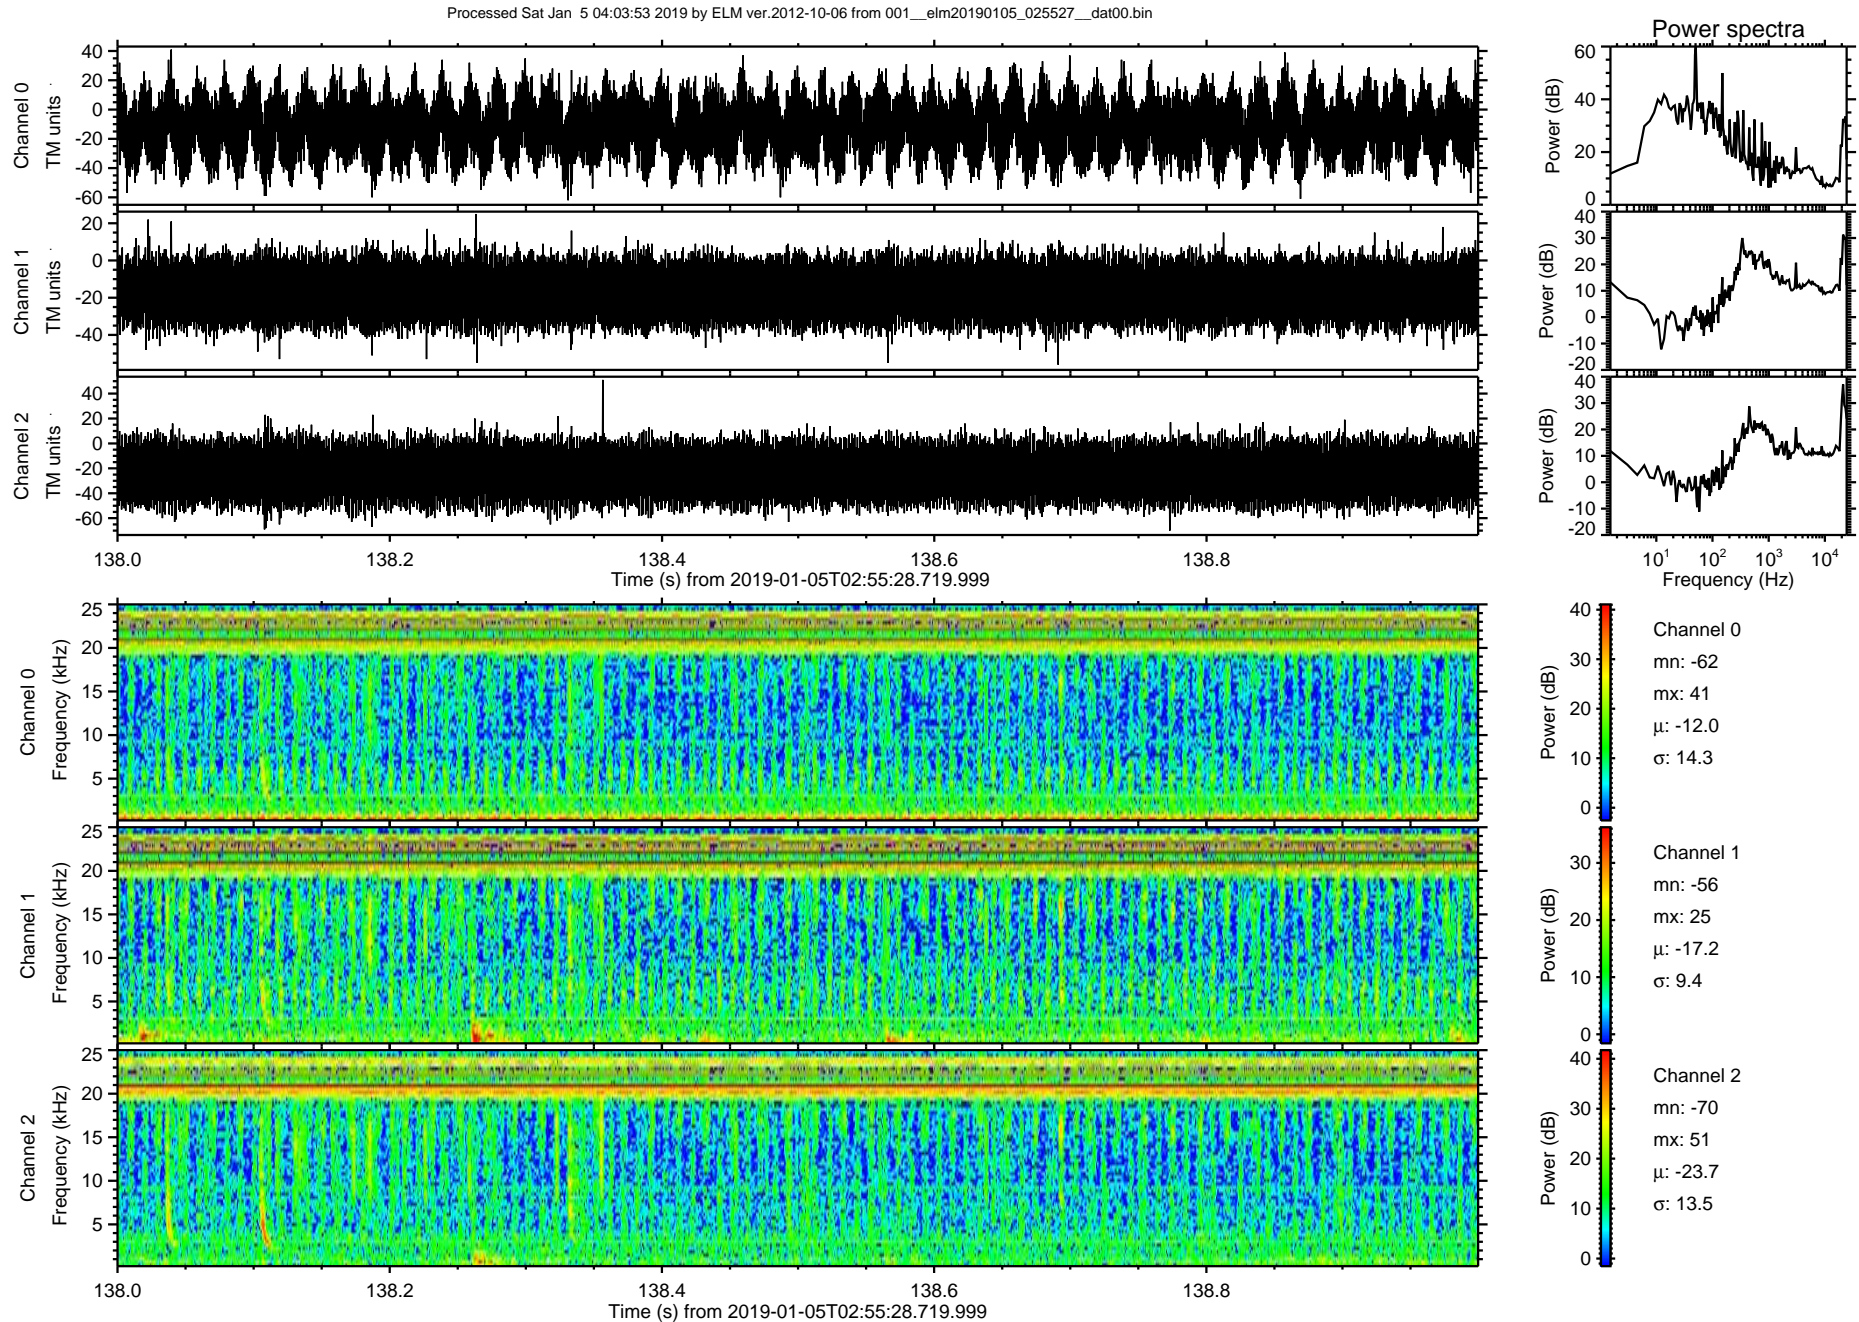 Processed Sat Jan  5 04:03:53 2019 by ELM ver.2012-10-06 from 001__elm20190105_025527__dat00.bin
Power spectra
Channel 0
TM units
40
20
0
-20
-40
-60
Power (dB)
60
40
20
0
Channel 1
TM units
20
0
-20
-40
Power (dB)
40
30
20
10
0
-10
-20
Channel 2
TM units
40
20
0
-20
-40
-60
Power (dB)
40
30
20
10
0
-10
-20
138.0 138.2 138.4 138.6 138.8
Time (s) from 2019-01-05T02:55:28.719.999
10^1 10^2 10^3 10^4
Frequency (Hz)
Channel 0
Frequency (kHz)
25
20
15
10
5
Power (dB)
40
30
20
10
0
Channel 0
mn: -62
mx: 41
μ: -12.0
σ: 14.3
Channel 1
Frequency (kHz)
25
20
15
10
5
Power (dB)
30
20
10
0
Channel 1
mn: -56
mx: 25
μ: -17.2
σ: 9.4
Channel 2
Frequency (kHz)
25
20
15
10
5
Power (dB)
40
30
20
10
0
Channel 2
mn: -70
mx: 51
μ: -23.7
σ: 13.5
138.0 138.2 138.4 138.6 138.8
Time (s) from 2019-01-05T02:55:28.719.999